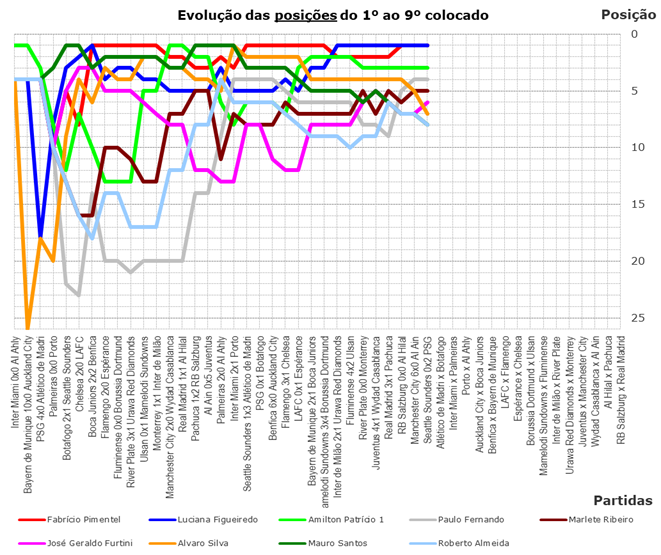 Evolução das posições do 1º ao 9º colocado
Posição
0
5
10
15
20
25
Inter Miami 0x0 Al Ahly
Bayern de Munique 10x0 Auckland City
PSG 4x0 Atlético de Madri
Palmeiras 0x0 Porto
Botafogo 2x1 Seattle Sounders
Chelsea 2x0 LAFC
Boca Juniors 2x2 Benfica
Flamengo 2x0 Espérance
Fluminense 0x0 Borussia Dortmund
River Plate 3x1 Urawa Red Diamonds
Ulsan 0x1 Mamelodi Sundowns
Monterrey 1x1 Inter de Milão
Manchester City 2x0 Wydad Casablanca
Real Madrid 1x1 Al Hilal
Pachuca 1x2 RB Salzburg
Al Ain 0x5 Juventus
Palmeiras 2x0 Al Ahly
Inter Miami 2x1 Porto
Seattle Sounders 1x3 Atlético de Madri
PSG 0x1 Botafogo
Benfica 6x0 Auckland City
Flamengo 3x1 Chelsea
LAFC 0x1 Espérance
Bayern de Munique 2x1 Boca Juniors
amelodi Sundowns 3x4 Borussia Dortmund
Inter de Milão 2x1 Urawa Red Diamonds
Fluminense 4x2 Ulsan
River Plate 0x0 Monterrey
Juventus 4x1 Wydad Casablanca
Real Madrid 3x1 Pachuca
RB Salzburg 0x0 Al Hilal
Manchester City 6x0 Al Ain
Seattle Sounders 0x2 PSG
Atlético de Madri x Botafogo
Inter Miami x Palmeiras
Porto x Al Ahly
Auckland City x Boca Juniors
Benfica x Bayern de Munique
LAFC x Flamengo
Espérance x Chelsea
Borussia Dortmund x Ulsan
Mamelodi Sundowns x Fluminense
Inter de Milão x River Plate
Urawa Red Diamonds x Monterrey
Juventus x Manchester City
Wydad Casablanca x Al Ain
Al Hilal x Pachuca
RB Salzburg x Real Madrid
Partidas
Fabrício Pimentel
Luciana Figueiredo
Amilton Patrício 1
Paulo Fernando
Marlete Ribeiro
José Geraldo Furtini
Alvaro Silva
Mauro Santos
Roberto Almeida